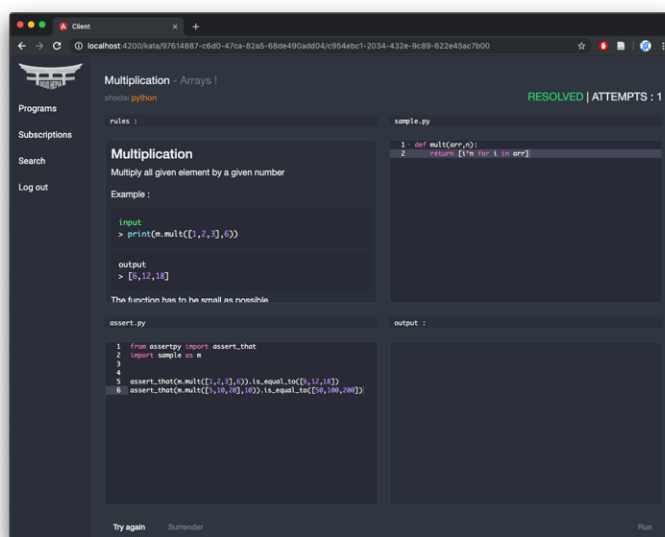 Client
localhost:4200/kata/97614887-c6d0-47ca-82a5-68de490add04/c954ebc1-2034-432e-9c89-622e45ac7b00
Programs
Subscriptions
Search
Log out
Multiplication - Arrays !
shodai python
RESOLVED | ATTEMPTS : 1
rules :
Multiplication
Multiply all given element by a given number
Example :
input
> print(m.mult([1,2,3],6))
output
> [6,12,18]
The function has to be small as possible
sample.py
1 def mult(arr,n):
2 return [i*n for i in arr]
assert.py
1 from assertpy import assert_that
2 import sample as m
3
4
5 assert_that(m.mult([1,2,3],6)).is_equal_to([6,12,18])
6 assert_that(m.mult([5,10,20],10)).is_equal_to([50,100,200])
output :
Try again
Surrender
Run